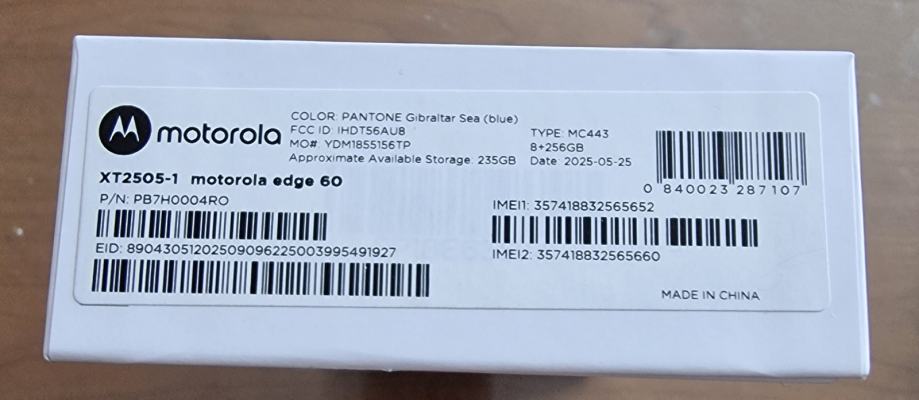 motorola
COLOR: PANTONE Gibraltar Sea (blue)
FCC ID: IHDT56AU8
MO#: YDM1855156TP
Approximate Available Storage: 235GB
TYPE: MC443
8+256GB
Date: 2025-05-25
0 840023 287107
XT2505-1 motorola edge 60
P/N: PB7H0004RO
EID: 89043051202509096225003995491927
IMEI1: 357418832565652
IMEI2: 357418832565660
MADE IN CHINA